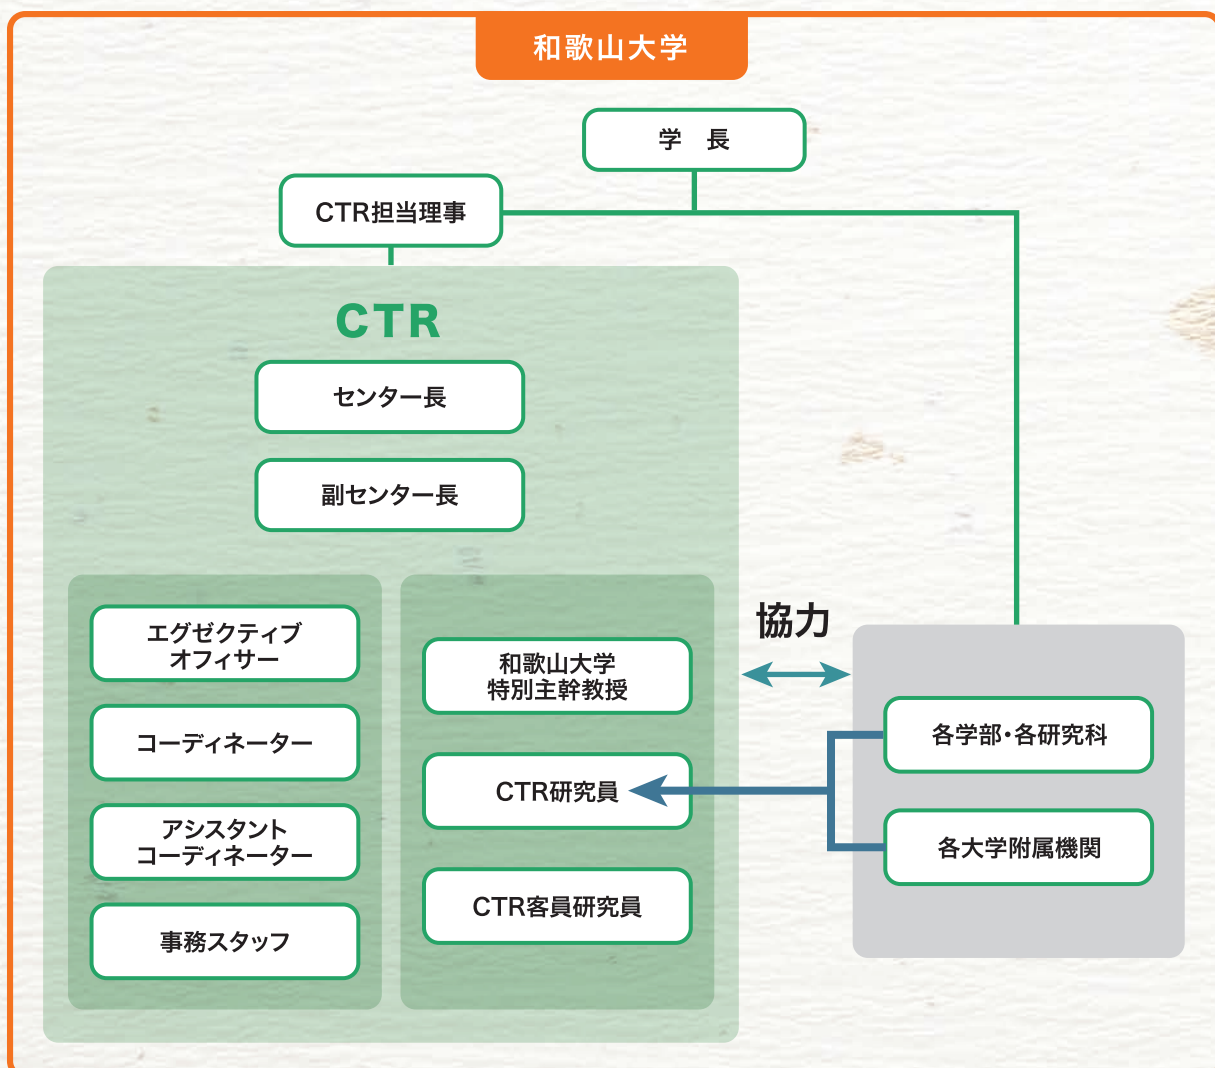 和歌山大学
学　長
CTR担当理事
CTR
センター長
副センター長
エグゼクティブ
オフィサー
コーディネーター
アシスタント
コーディネーター
事務スタッフ
和歌山大学
特別主幹教授
CTR研究員
CTR客員研究員
協力
各学部・各研究科
各大学附属機関